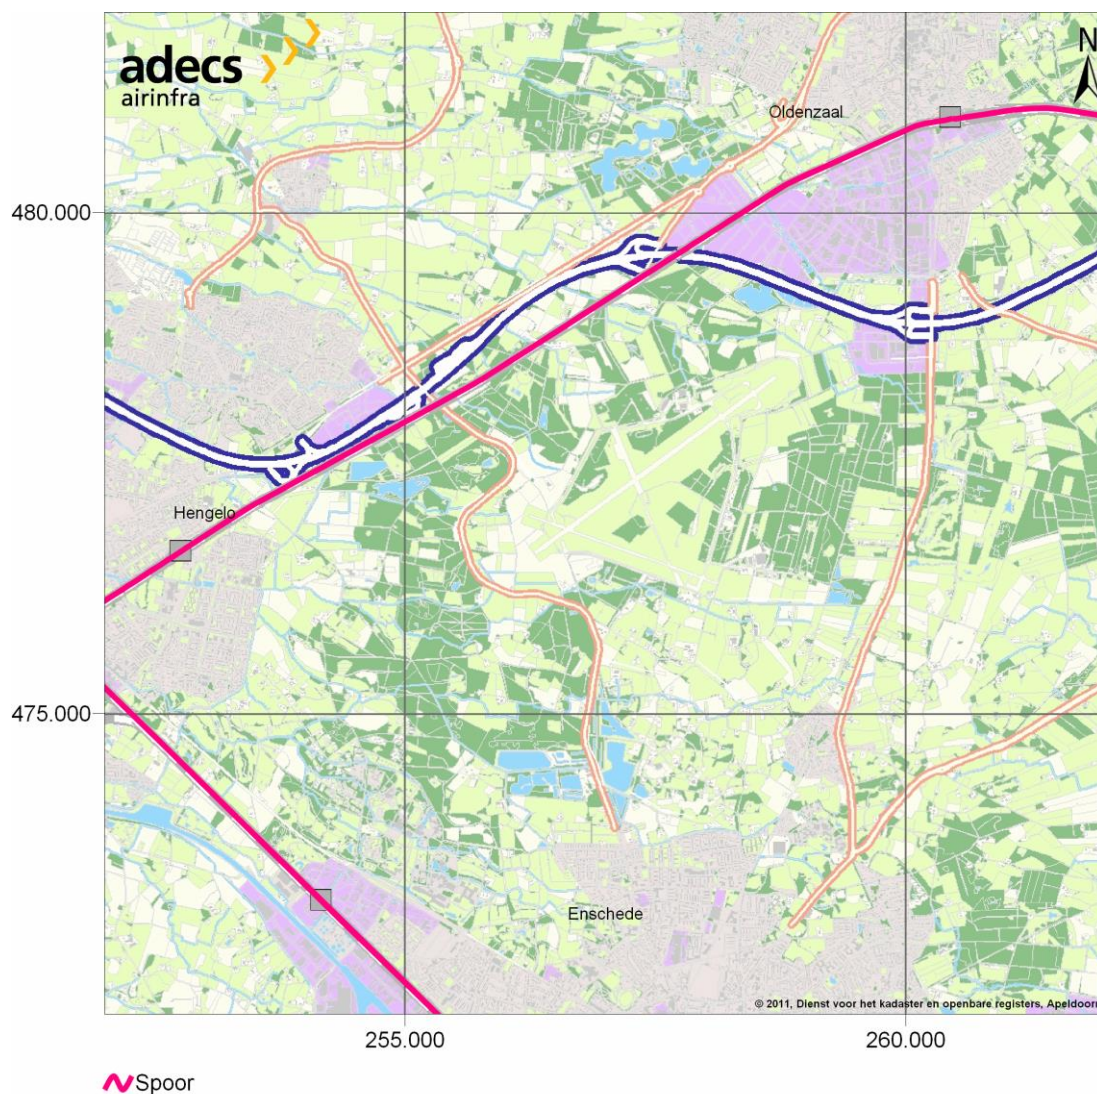 adecs
airinfra
N
Oldenzaal
480.000
Hengelo
475.000
Enschede
© 2011, Dienst voor het kadaster en openbare registers, Apeldoorn
255.000
260.000
Spoor